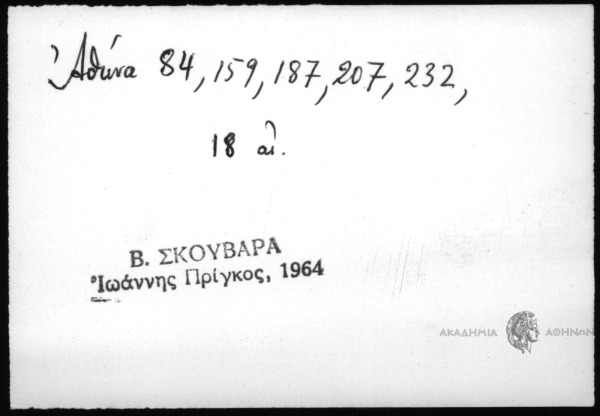 Ἀθήνα 84, 159, 187, 207, 232,
18 αἰ.
Β. ΣΚΟΥΒΑΡΑ
Ἰωάννης Πρίγκος, 1964
ΑΚΑΔΗΜΙΑ ΑΘΗΝΩΝ